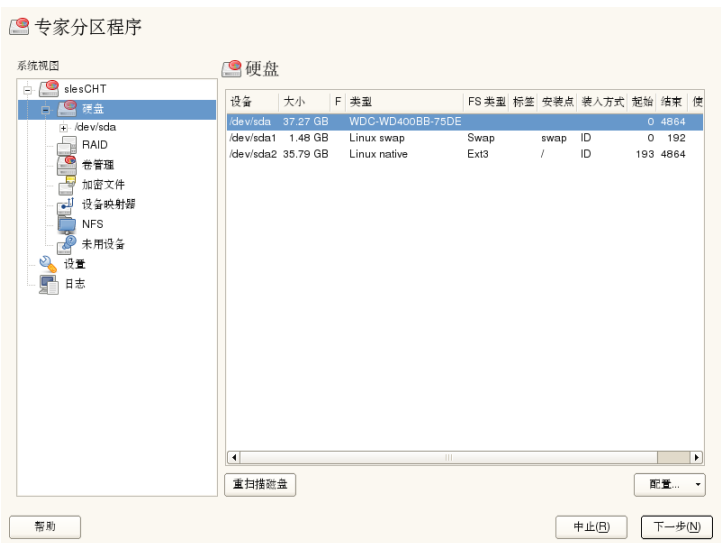 专家分区程序
系统视图
slesCHT
硬盘
/dev/sda
RAID
卷管理
加密文件
设备映射器
NFS
未用设备
设置
日志
硬盘
设备 大小 F 类型 FS 类型 标签 安装点 装入方式 起始 结束 使
/dev/sda 37.27 GB WDC-WD400BB-75DE 0 4864
/dev/sda1 1.48 GB Linux swap Swap swap ID 0 192
/dev/sda2 35.79 GB Linux native Ext3 / ID 193 4864
重扫描磁盘
配置...
帮助
中止(R)
下一步(N)